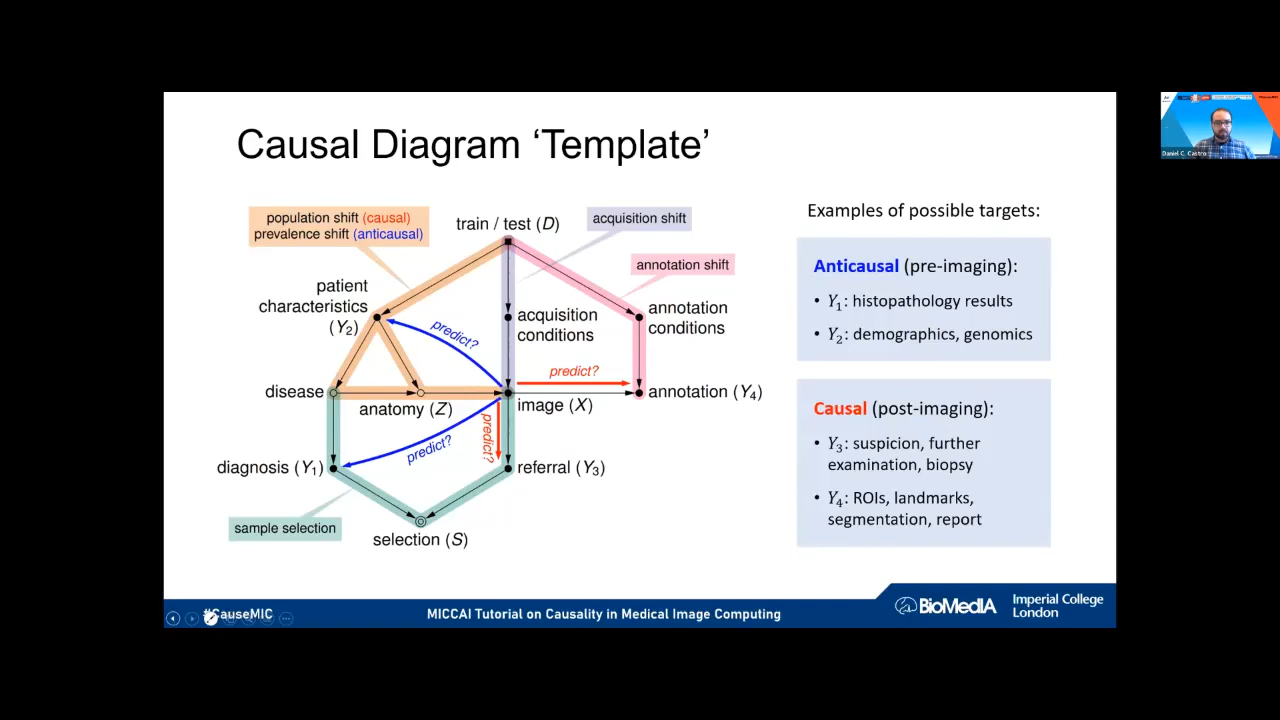 Causal Diagram ‘Template’
population shift (causal)
prevalence shift (anticausal)
train / test (D)
acquisition shift
annotation shift
patient
characteristics
(Y2)
predict?
acquisition
conditions
annotation
conditions
predict?
disease
anatomy (Z)
image (X)
annotation (Y4)
predict?
predict?
diagnosis (Y1)
referral (Y3)
sample selection
selection (S)
Examples of possible targets:
Anticausal (pre-imaging):
• Y1: histopathology results
• Y2: demographics, genomics
Causal (post-imaging):
• Y3: suspicion, further
examination, biopsy
• Y4: ROIs, landmarks,
segmentation, report
#CauseMIC
MICCAI Tutorial on Causality in Medical Image Computing
BioMedIA
Imperial College
London
Daniel C. Castro